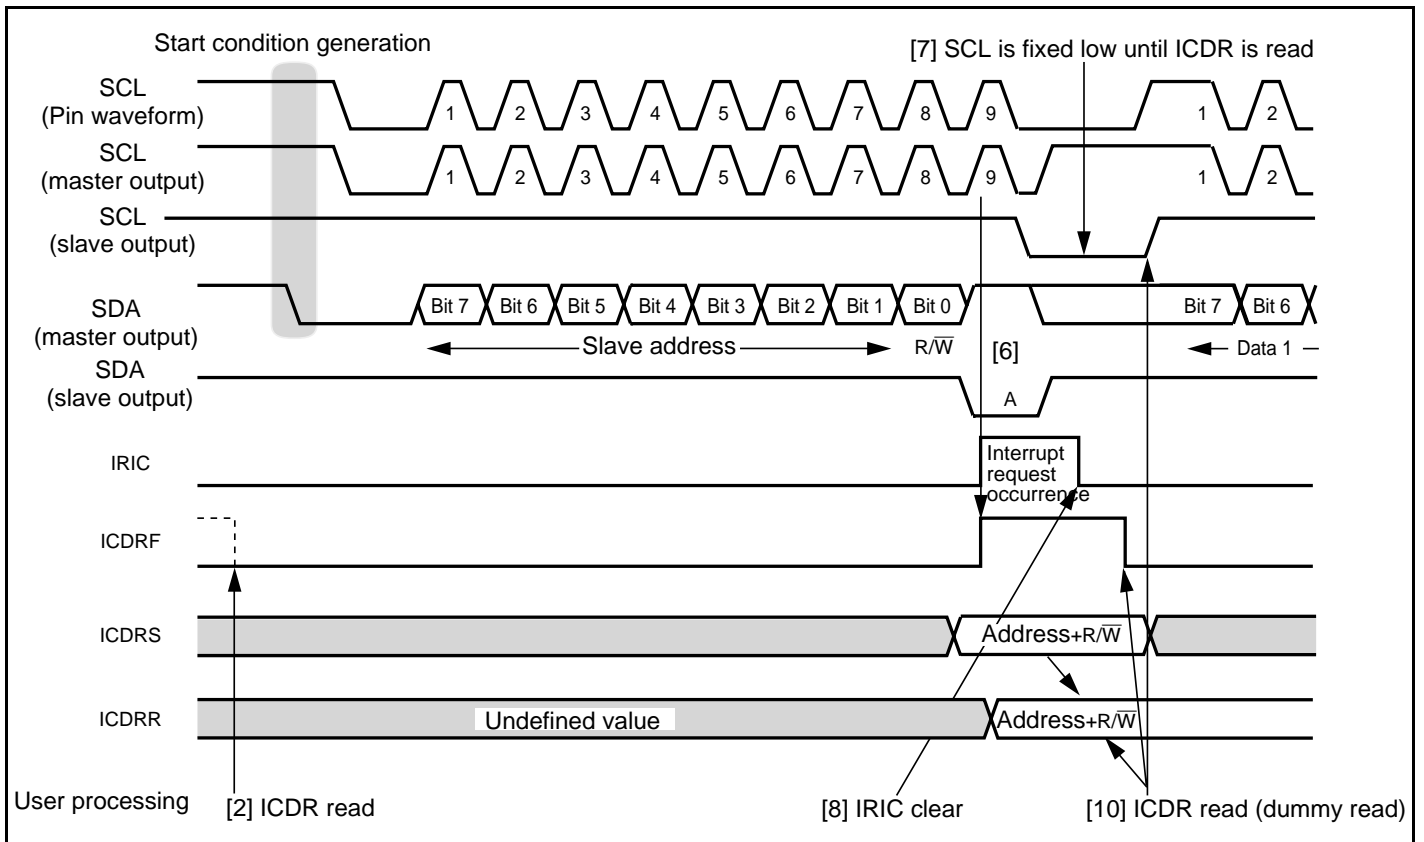 Start condition generation
[7] SCL is fixed low until ICDR is read
SCL
(Pin waveform)
1 2 3 4 5 6 7 8 9 1 2
SCL
(master output)
1 2 3 4 5 6 7 8 9 1 2
SCL
(slave output)
SDA
(master output)
Bit 7 Bit 6 Bit 5 Bit 4 Bit 3 Bit 2 Bit 1 Bit 0 Bit 7 Bit 6
Slave address R/W̅ [6] Data 1
SDA
(slave output)
A
IRIC
Interrupt
request
occurrence
ICDRF
ICDRS
Address+R/W̅
ICDRR
Undefined value
Address+R/W̅
User processing
[2] ICDR read
[8] IRIC clear
[10] ICDR read (dummy read)